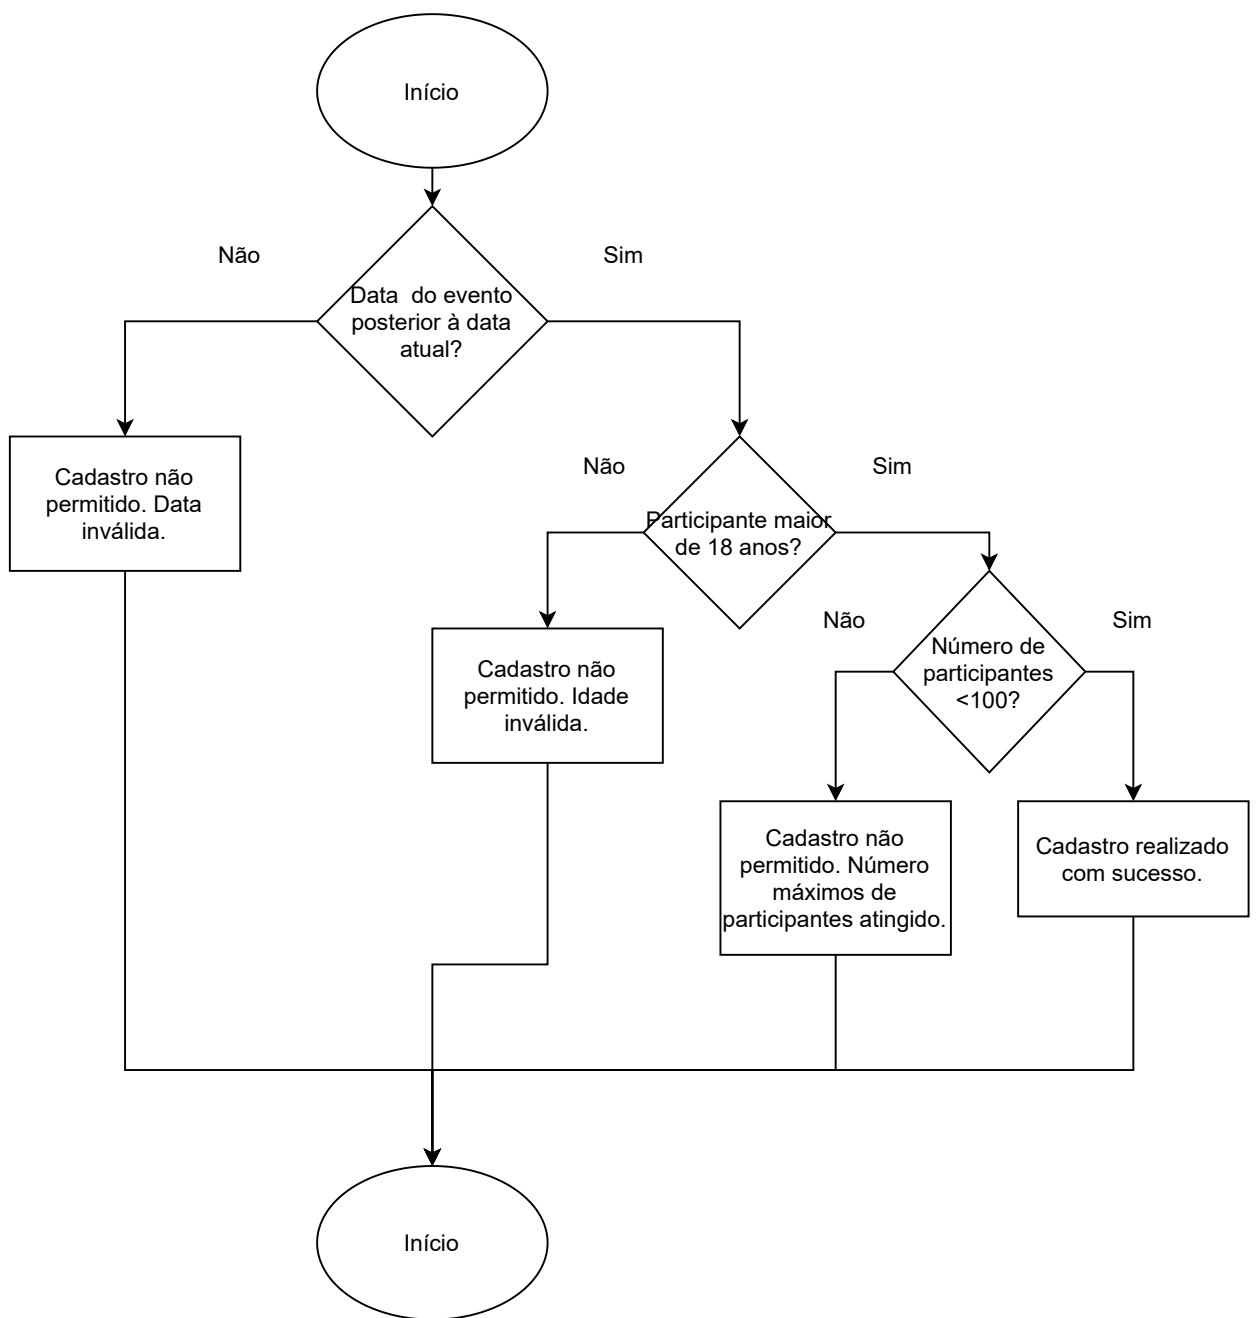 Início
Não
Sim
Data  do evento
posterior à data
atual?
Cadastro não
permitido. Data
inválida.
Não
Sim
Participante maior
de 18 anos?
Cadastro não
permitido. Idade
inválida.
Não
Sim
Número de
participantes
<100?
Cadastro não
permitido. Número
máximos de
participantes atingido.
Cadastro realizado
com sucesso.
Início